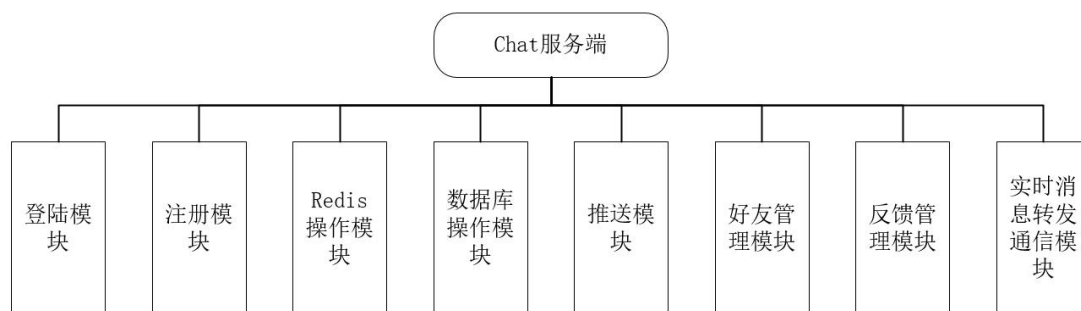 Chat服务端
登陆模
块
注册模
块
Redis
操作模
块
数据库
操作模
块
推送模
块
好友管
理模块
反馈管
理模块
实时消
息转发
通信模
块